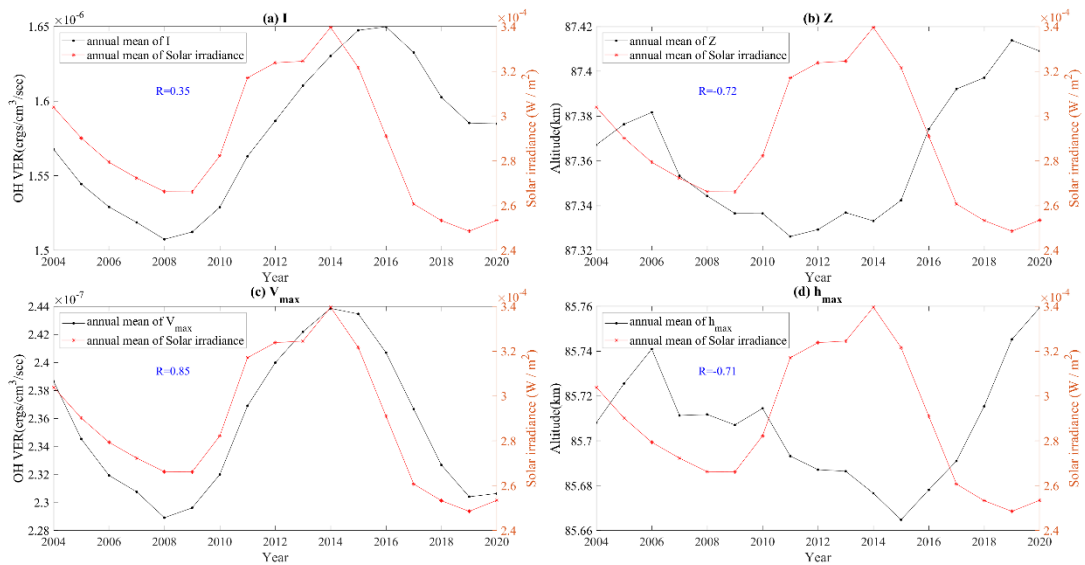 ×10⁻⁶
(a) I
×10⁻⁴
1.65
1.6
1.55
1.5
OH VER(ergs/cm³/sec)
annual mean of I
annual mean of Solar irradiance
R=0.35
3.4
3.2
3
2.8
2.6
2.4
Solar irradiance (W / m²)
2004 2006 2008 2010 2012 2014 2016 2018 2020
Year
(b) Z
×10⁻⁴
87.42
87.4
87.38
87.36
87.34
87.32
Altitude(km)
annual mean of Z
annual mean of Solar irradiance
R=-0.72
3.4
3.2
3
2.8
2.6
2.4
Solar irradiance (W / m²)
2004 2006 2008 2010 2012 2014 2016 2018 2020
Year
×10⁻⁷
(c) Vmax
×10⁻⁴
2.44
2.42
2.4
2.38
2.36
2.34
2.32
2.3
2.28
OH VER(ergs/cm³/sec)
annual mean of Vmax
annual mean of Solar irradiance
R=0.85
3.4
3.2
3
2.8
2.6
2.4
Solar irradiance (W / m²)
2004 2006 2008 2010 2012 2014 2016 2018 2020
Year
(d) hmax
×10⁻⁴
85.76
85.74
85.72
85.7
85.68
85.66
Altitude(km)
annual mean of hmax
annual mean of Solar irradiance
R=-0.71
3.4
3.2
3
2.8
2.6
2.4
Solar irradiance (W / m²)
2004 2006 2008 2010 2012 2014 2016 2018 2020
Year